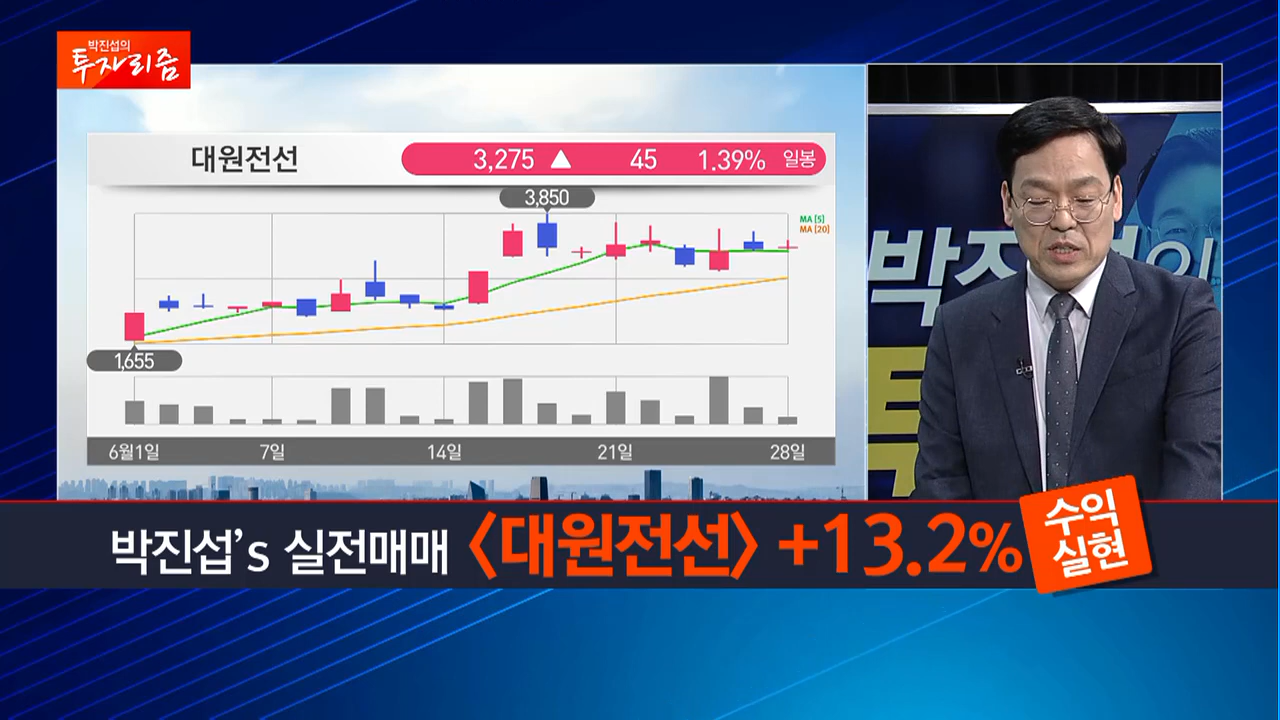 박진섭의
투자리즘
대원전선
3,275 ▲ 45 1.39% 일봉
3,850
MA [5]
MA [20]
1,655
6월1일 7일 14일 21일 28일
박진섭's 실전매매 〈대원전선〉 +13.2%
수익
실현